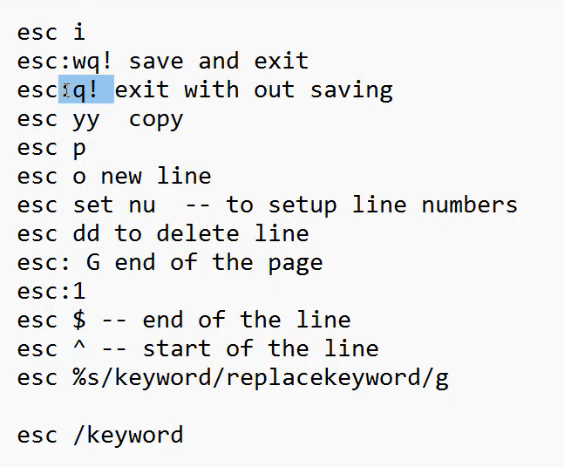 esc i
esc:wq! save and exit
esc:q! exit with out saving
esc yy  copy
esc p
esc o new line
esc set nu  -- to setup line numbers
esc dd to delete line
esc: G end of the page
esc:1
esc $ -- end of the line
esc ^ -- start of the line
esc %s/keyword/replacekeyword/g
esc /keyword